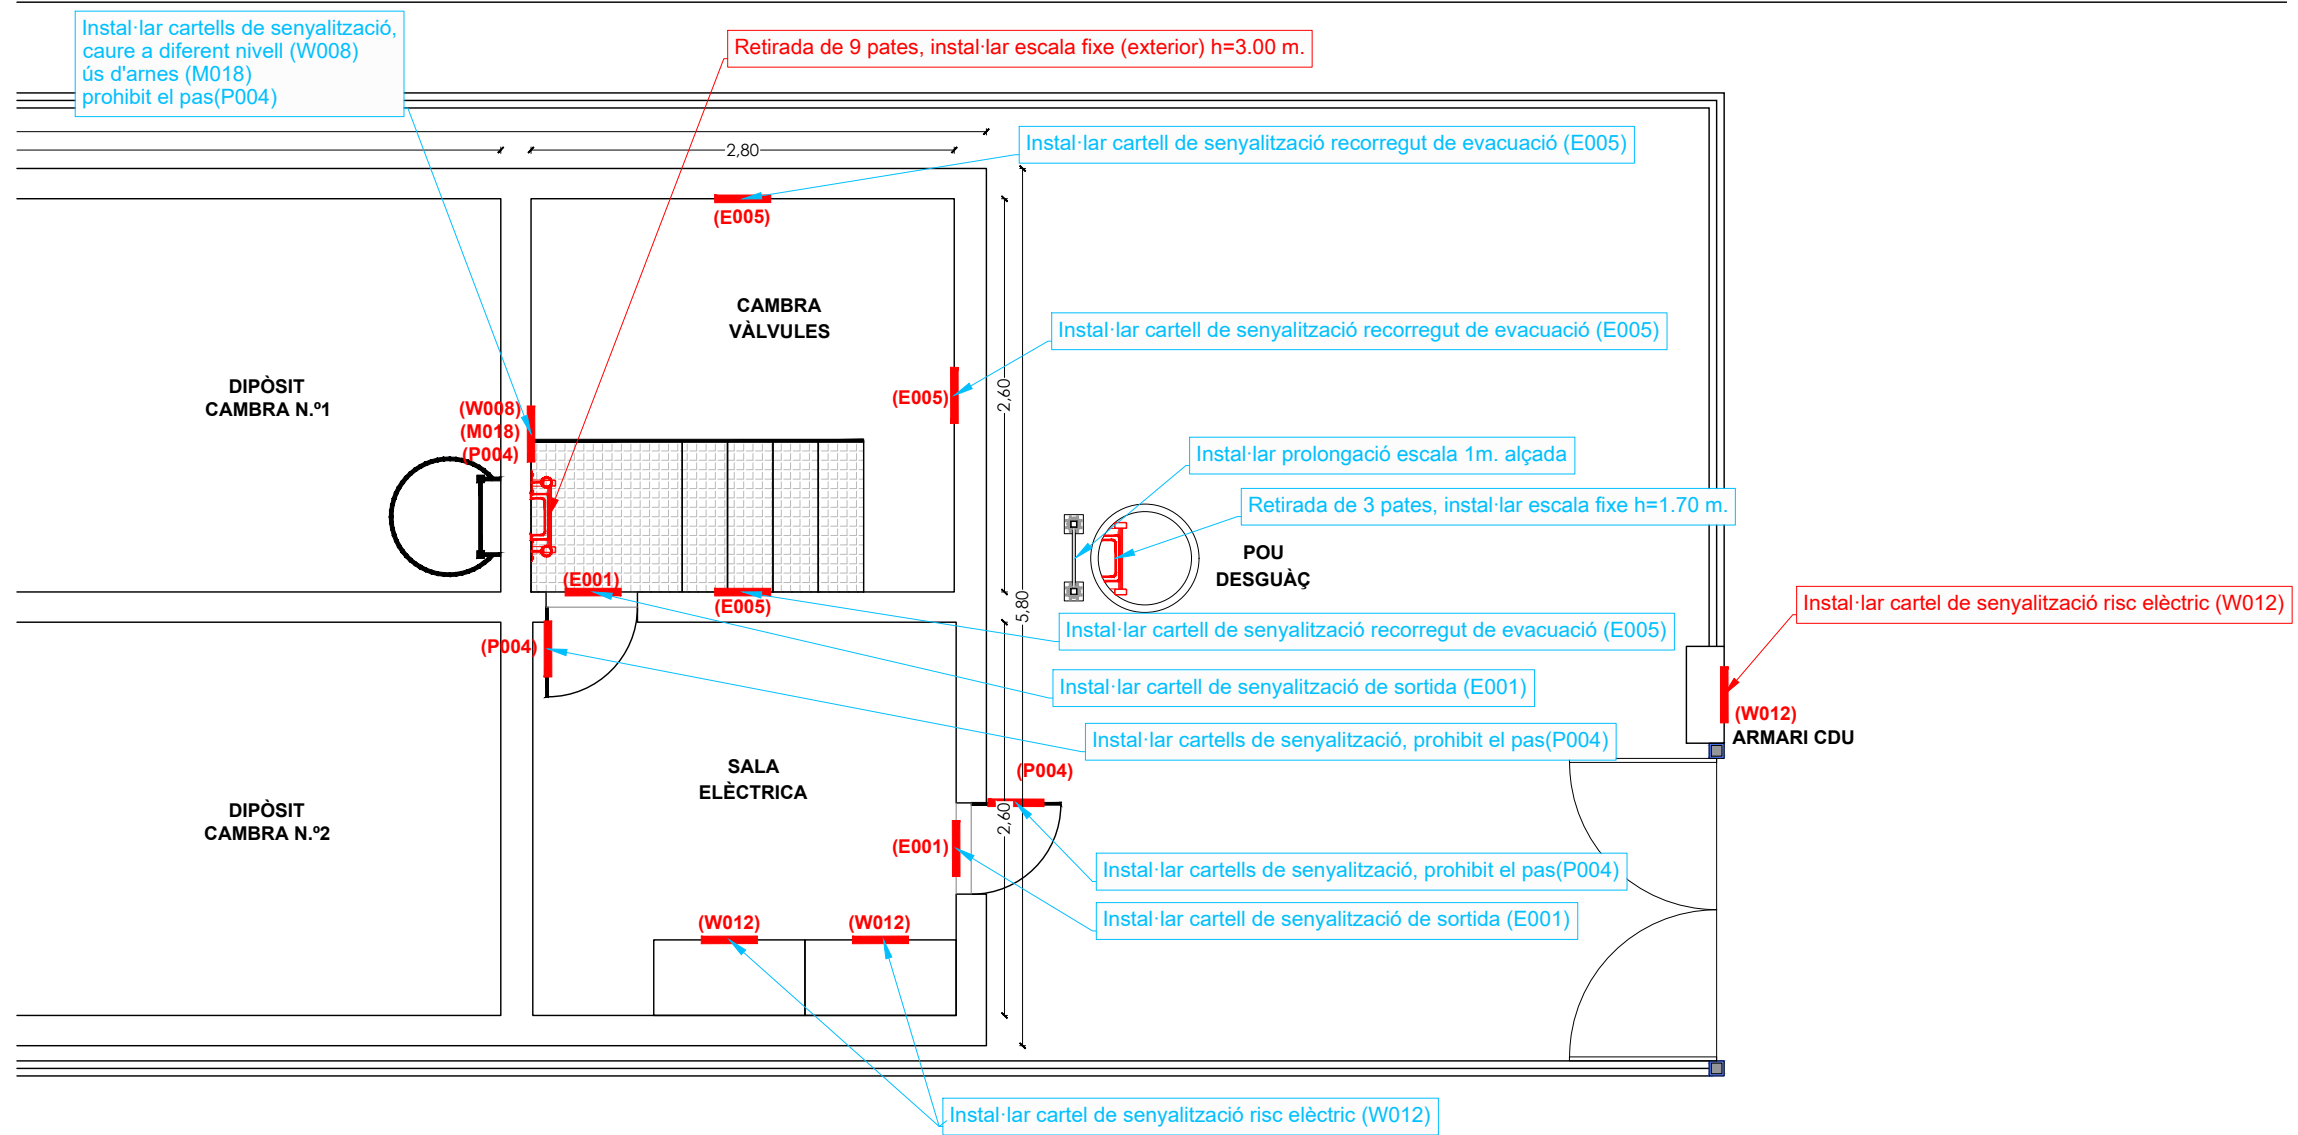 Instal·lar cartells de senyalització,
caure a diferent nivell (W008)
ús d'arnes (M018)
prohibit el pas(P004)
Retirada de 9 pates, instal·lar escala fixe (exterior) h=3.00 m.
Instal·lar cartell de senyalització recorregut de evacuació (E005)
2,80
(E005)
CAMBRA
VÀLVULES
Instal·lar cartell de senyalització recorregut de evacuació (E005)
DIPÒSIT
CAMBRA N.º1
2,60
(E005)
(W008)
(M018)
(P004)
Instal·lar prolongació escala 1m. alçada
Retirada de 3 pates, instal·lar escala fixe h=1.70 m.
POU
DESGUÀÇ
(E001)
(E005)
5,80
Instal·lar cartel de senyalització risc elèctric (W012)
Instal·lar cartell de senyalització recorregut de evacuació (E005)
(P004)
Instal·lar cartell de senyalització de sortida (E001)
(W012)
ARMARI CDU
Instal·lar cartells de senyalització, prohibit el pas(P004)
SALA
ELÈCTRICA
(P004)
DIPÒSIT
CAMBRA N.º2
2,60
(E001)
Instal·lar cartells de senyalització, prohibit el pas(P004)
Instal·lar cartell de senyalització de sortida (E001)
(W012)
(W012)
Instal·lar cartel de senyalització risc elèctric (W012)